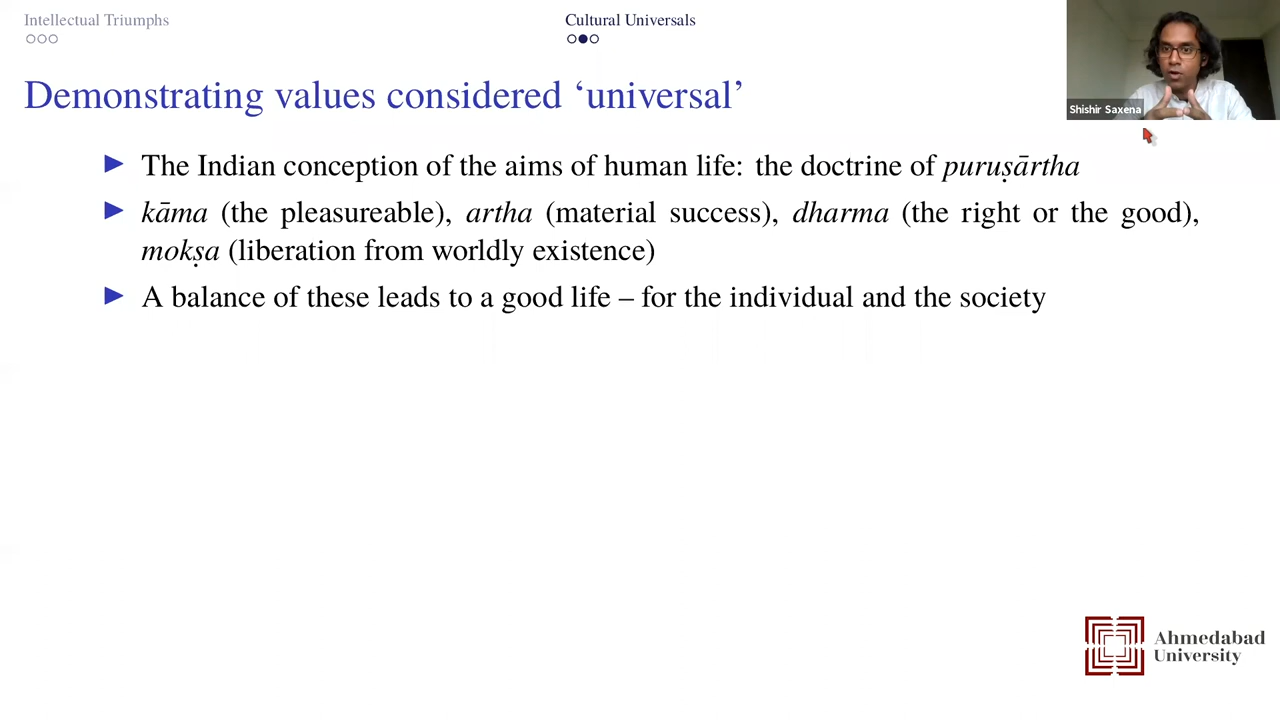 Intellectual Triumphs
Cultural Universals
Shishir Saxena
Demonstrating values considered ‘universal’
The Indian conception of the aims of human life: the doctrine of puruṣārtha
kāma (the pleasureable), artha (material success), dharma (the right or the good),
mokṣa (liberation from worldly existence)
A balance of these leads to a good life – for the individual and the society
Ahmedabad
University